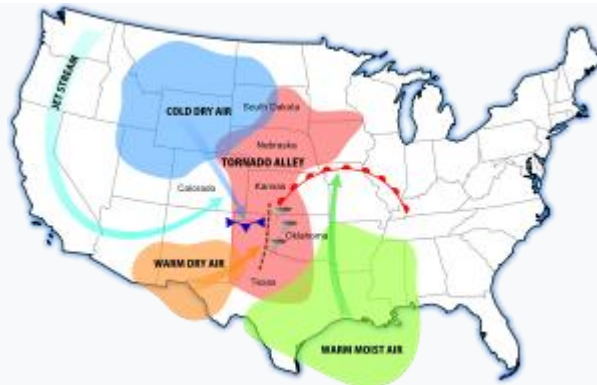 JET STREAM
COLD DRY AIR
South Dakota
Nebraska
TORNADO ALLEY
Colorado
Kansas
Oklahoma
WARM DRY AIR
Texas
WARM MOIST AIR